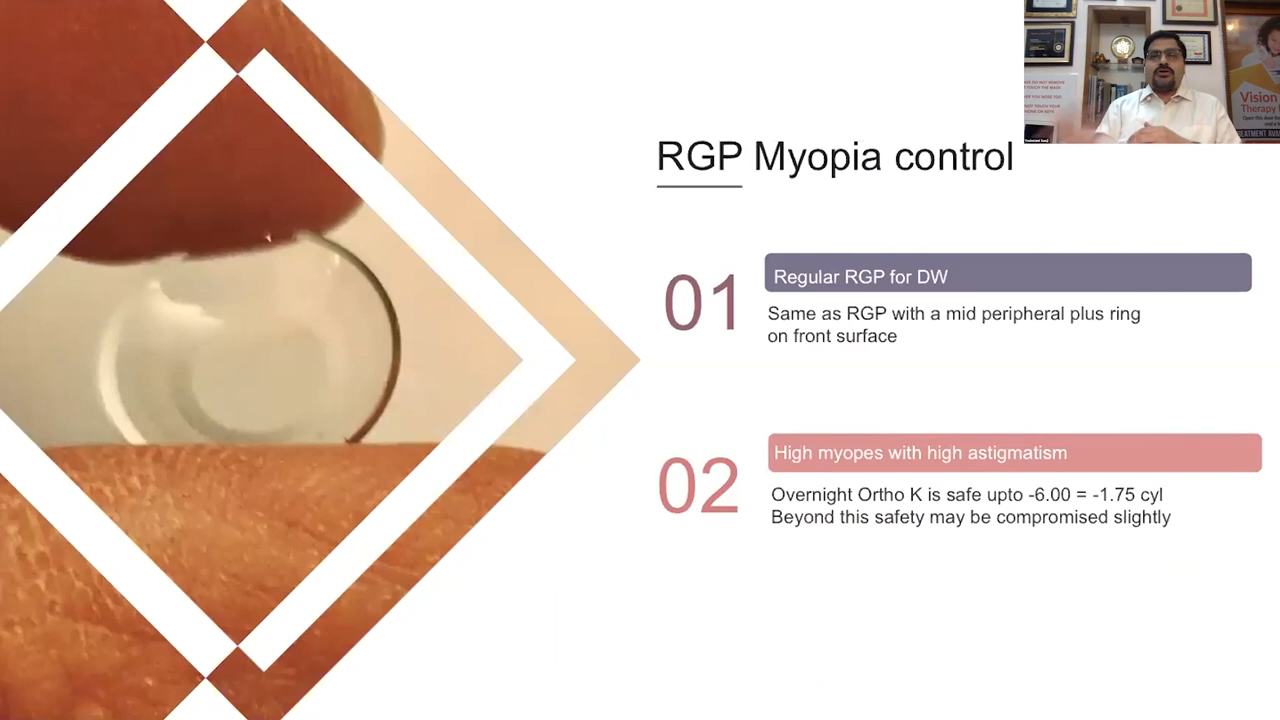 RGP Myopia control
01
Regular RGP for DW
Same as RGP with a mid peripheral plus ring
on front surface
02
High myopes with high astigmatism
Overnight Ortho K is safe upto -6.00 = -1.75 cyl
Beyond this safety may be compromised slightly
Vision
Therapy